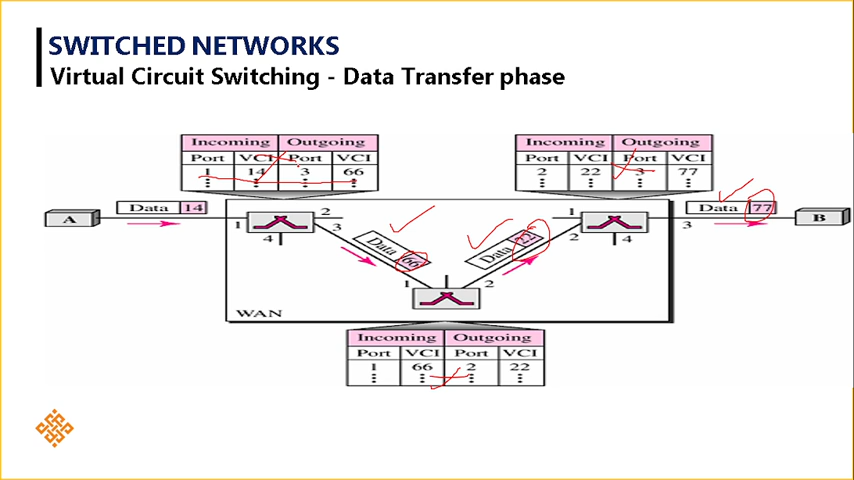 SWITCHED NETWORKS
Virtual Circuit Switching - Data Transfer phase
Incoming Outgoing
Port VCI Port VCI
1 14 3 66
Incoming Outgoing
Port VCI Port VCI
2 22 3 77
A
Data 14
1
2
3
4
Data 66
1
2
Data 22
1
2
4
3
Data 77
B
WAN
Incoming Outgoing
Port VCI Port VCI
1 66 2 22